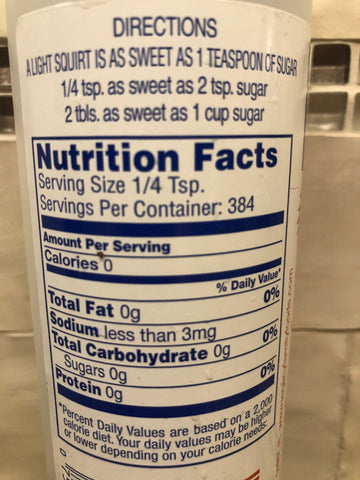 DIRECTIONS
A LIGHT SQUIRT IS AS SWEET AS 1 TEASPOON OF SUGAR
1/4 tsp. as sweet as 2 tsp. sugar
2 tbls. as sweet as 1 cup sugar
Nutrition Facts
Serving Size 1/4 Tsp.
Servings Per Container: 384
Amount Per Serving
Calories 0
% Daily Value*
Total Fat 0g 0%
Sodium less than 3mg 0%
Total Carbohydrate 0g 0%
Sugars 0g
Protein 0g
*Percent Daily Values are based on a 2,000
calorie diet. Your daily values may be higher
or lower depending on your calorie needs: